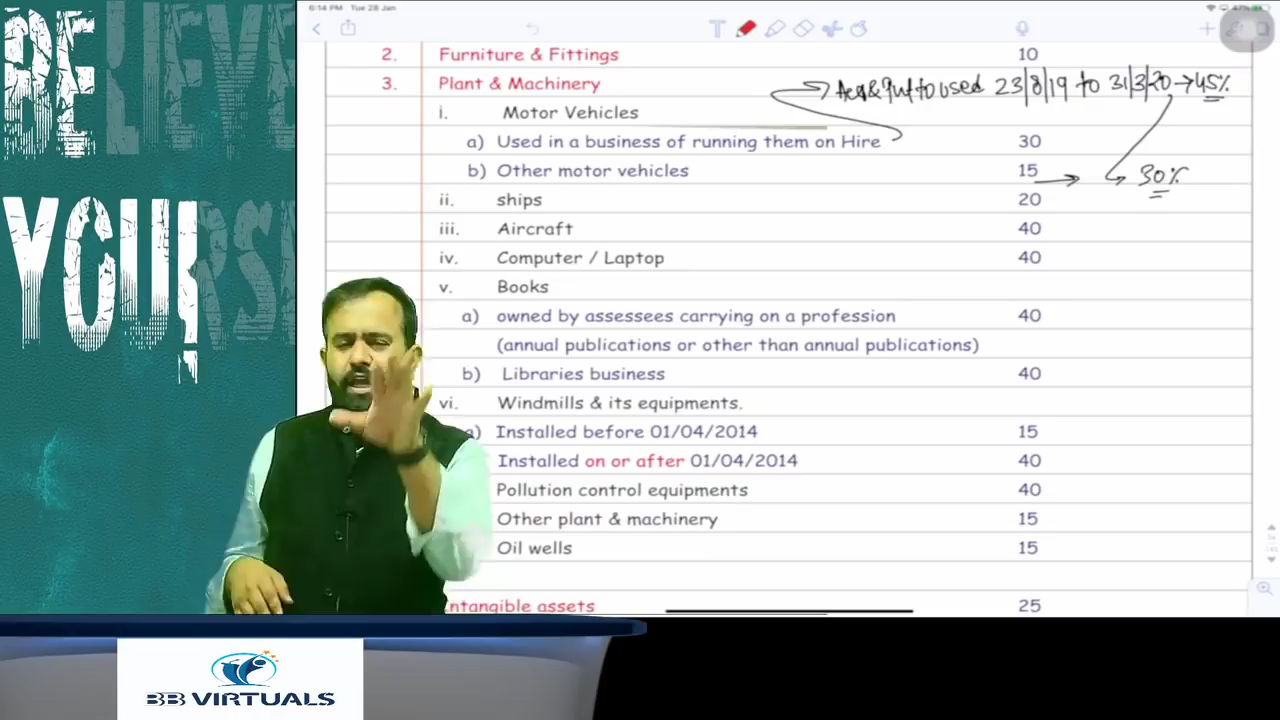 6:14 PM Tue 28 Jan
47%
BELIEVE
YOURS
2. Furniture & Fittings 10
3. Plant & Machinery
Acq & Put to used 23/8/19 to 31/3/20 → 45%
i. Motor Vehicles
a) Used in a business of running them on Hire 30
b) Other motor vehicles 15 → 30%
ii. ships 20
iii. Aircraft 40
iv. Computer / Laptop 40
v. Books
a) owned by assessees carrying on a profession 40
(annual publications or other than annual publications)
b) Libraries business 40
vi. Windmills & its equipments.
a) Installed before 01/04/2014 15
Installed on or after 01/04/2014 40
Pollution control equipments 40
Other plant & machinery 15
Oil wells 15
Intangible assets 25
BB VIRTUALS